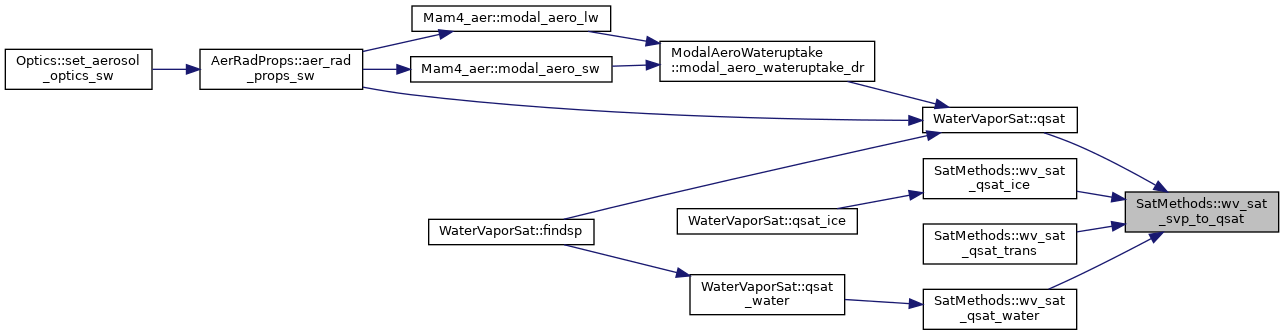 Mam4_aer::modal_aero_lw
Optics::set_aerosol
_optics_sw
AerRadProps::aer_rad
_props_sw
Mam4_aer::modal_aero_sw
ModalAeroWateruptake
::modal_aero_wateruptake_dr
WaterVaporSat::qsat
SatMethods::wv_sat
_qsat_ice
WaterVaporSat::qsat_ice
SatMethods::wv_sat
_svp_to_qsat
WaterVaporSat::findsp
SatMethods::wv_sat
_qsat_trans
WaterVaporSat::qsat
_water
SatMethods::wv_sat
_qsat_water